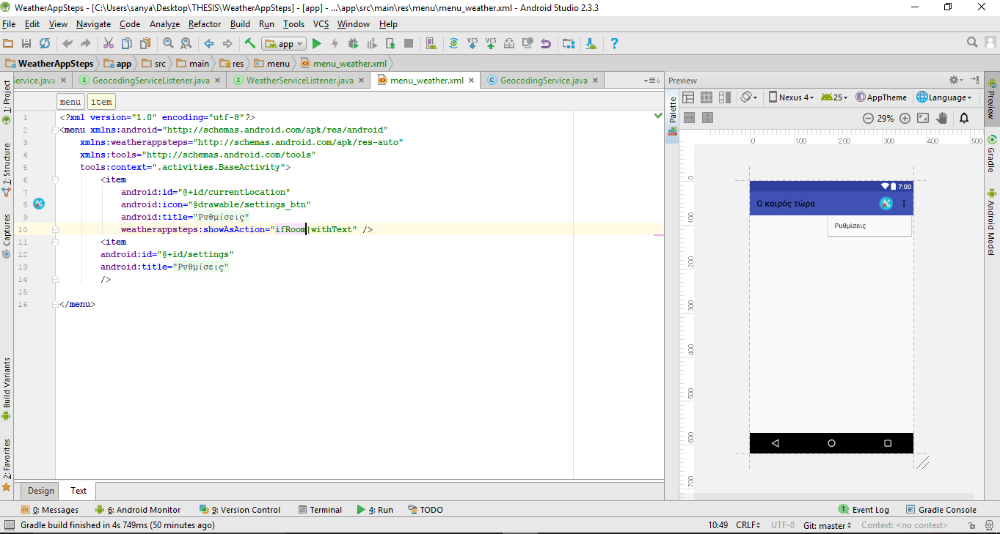 WeatherAppSteps - [C:\Users\sanya\Desktop\THESIS\WeatherAppSteps] - [app] - ...\app\src\main\res\menu\menu_weather.xml - Android Studio 2.3.3
File Edit View Navigate Code Analyze Refactor Build Run Tools VCS Window Help
app VCS VCS
WeatherAppSteps app src main res menu menu_weather.xml
Service.java GeocodingServiceListener.java WeatherServiceListener.java menu_weather.xml GeocodingService.java 6 Preview
menu item
Nexus 4 25 AppTheme Language
29%
1 <?xml version="1.0" encoding="utf-8"?>
2 <menu xmlns:android="http://schemas.android.com/apk/res/android"
3 xmlns:weatherappsteps="http://schemas.android.com/apk/res-auto"
4 xmlns:tools="http://schemas.android.com/tools"
5 tools:context=".activities.BaseActivity">
6 <item
7 android:id="@+id/currentLocation"
8 android:icon="@drawable/settings_btn"
9 android:title="Ρυθμίσεις"
10 weatherappsteps:showAsAction="ifRoom|withText" />
11 <item
12 android:id="@+id/settings"
13 android:title="Ρυθμίσεις"
14 />
15
16 </menu>
1: Project
7: Structure
Captures
Build Variants
2: Favorites
Palette
0 100 200 300 400 500
0
100
200
300
400
500
600
700
7:00
Ο καιρός τώρα
Ρυθμίσεις
Preview
Gradle
Android Model
Design Text
0: Messages 6: Android Monitor 9: Version Control Terminal 4: Run TODO 1 Event Log Gradle Console
Gradle build finished in 4s 749ms (50 minutes ago) 10:49 CRLF UTF-8 Git: master Context: <no context>